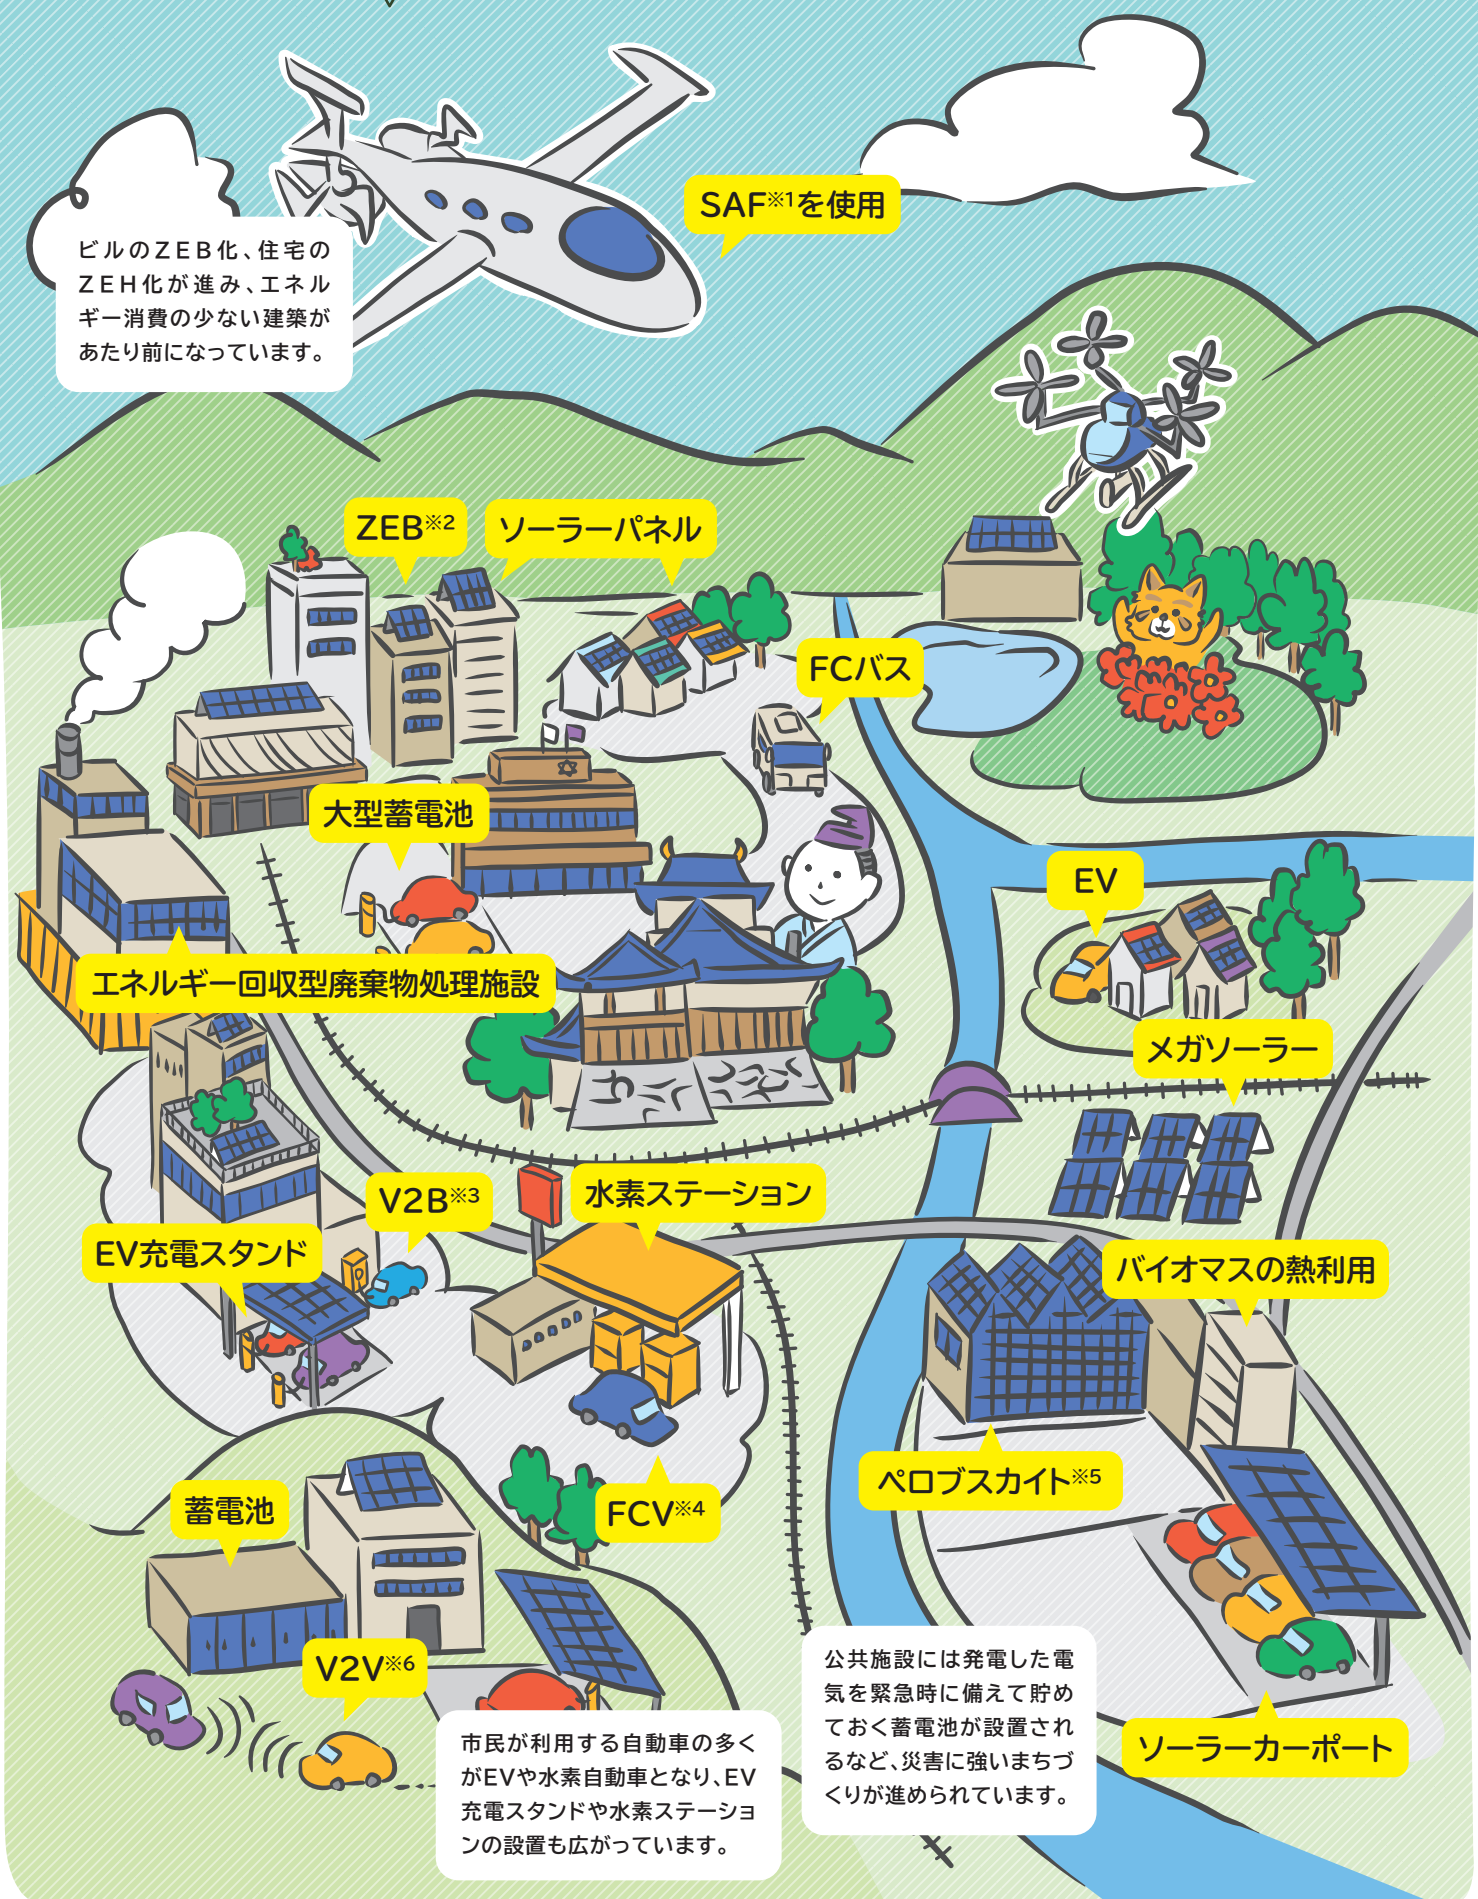 SAF※1を使用
ビルのZEB化、住宅の
ZEH化が進み、エネル
ギー消費の少ない建築が
あたり前になっています。
ZEB※2
ソーラーパネル
FCバス
大型蓄電池
EV
エネルギー回収型廃棄物処理施設
メガソーラー
V2B※3
水素ステーション
EV充電スタンド
バイオマスの熱利用
ペロブスカイト※5
蓄電池
FCV※4
V2V※6
公共施設には発電した電
気を緊急時に備えて貯め
ておく蓄電池が設置され
るなど、災害に強いまちづ
くりが進められています。
ソーラーカーポート
市民が利用する自動車の多く
がEVや水素自動車となり、EV
充電スタンドや水素ステーショ
ンの設置も広がっています。